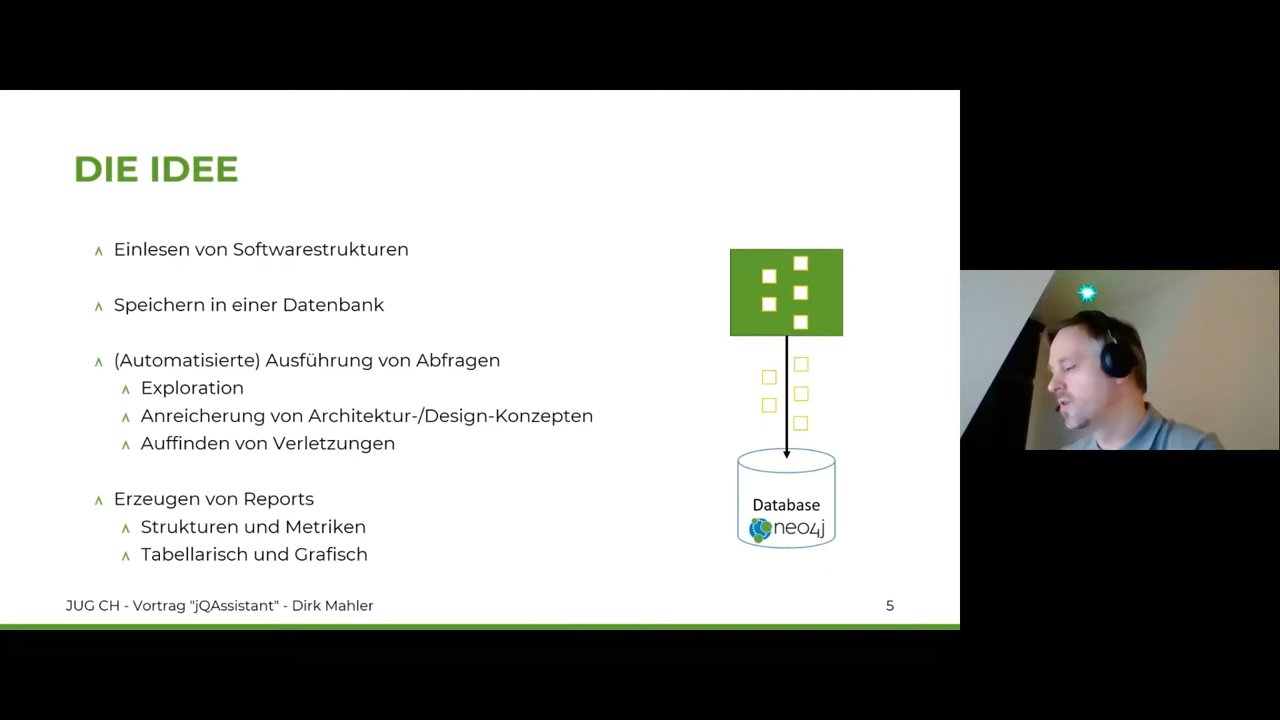 DIE IDEE
Einlesen von Softwarestrukturen
Speichern in einer Datenbank
(Automatisierte) Ausführung von Abfragen
Exploration
Anreicherung von Architektur-/Design-Konzepten
Auffinden von Verletzungen
Erzeugen von Reports
Strukturen und Metriken
Tabellarisch und Grafisch
Database
neo4j
JUG CH - Vortrag "jQAssistant" - Dirk Mahler
5